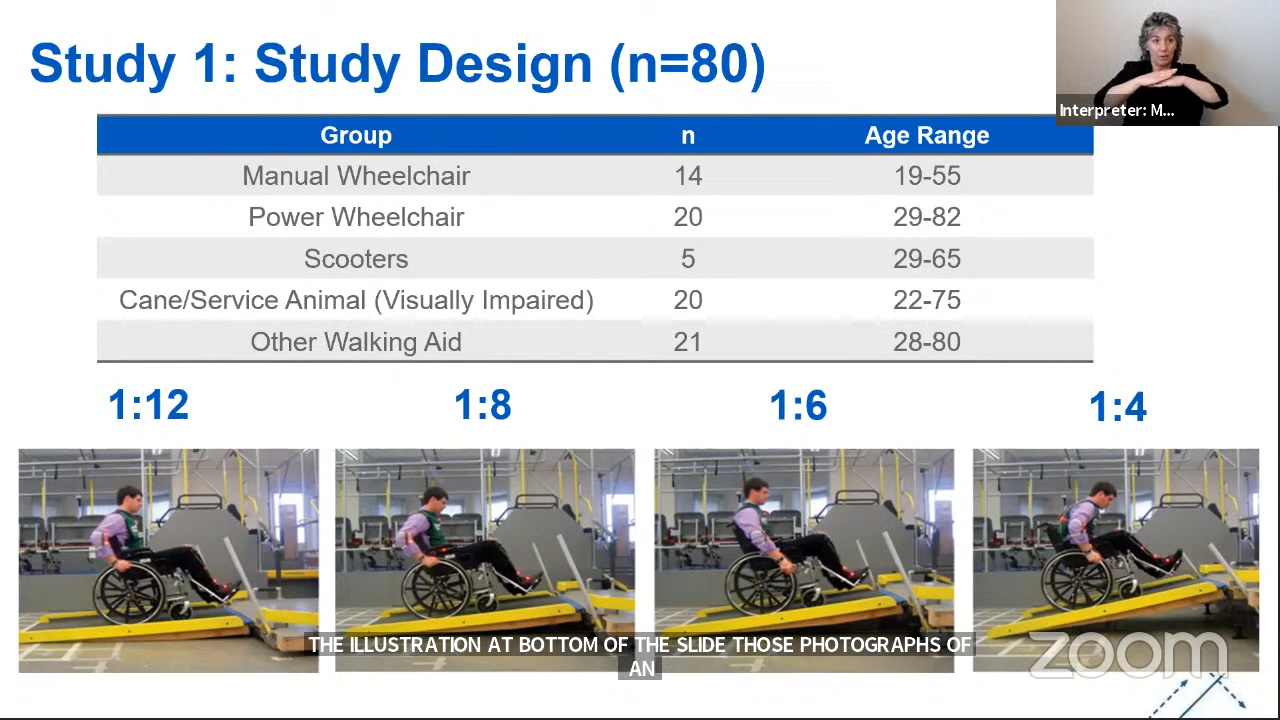 Study 1: Study Design (n=80)
Interpreter: M...
Group n Age Range
Manual Wheelchair 14 19-55
Power Wheelchair 20 29-82
Scooters 5 29-65
Cane/Service Animal (Visually Impaired) 20 22-75
Other Walking Aid 21 28-80
1:12 1:8 1:6 1:4
THE ILLUSTRATION AT BOTTOM OF THE SLIDE THOSE PHOTOGRAPHS OF
AN
zoom